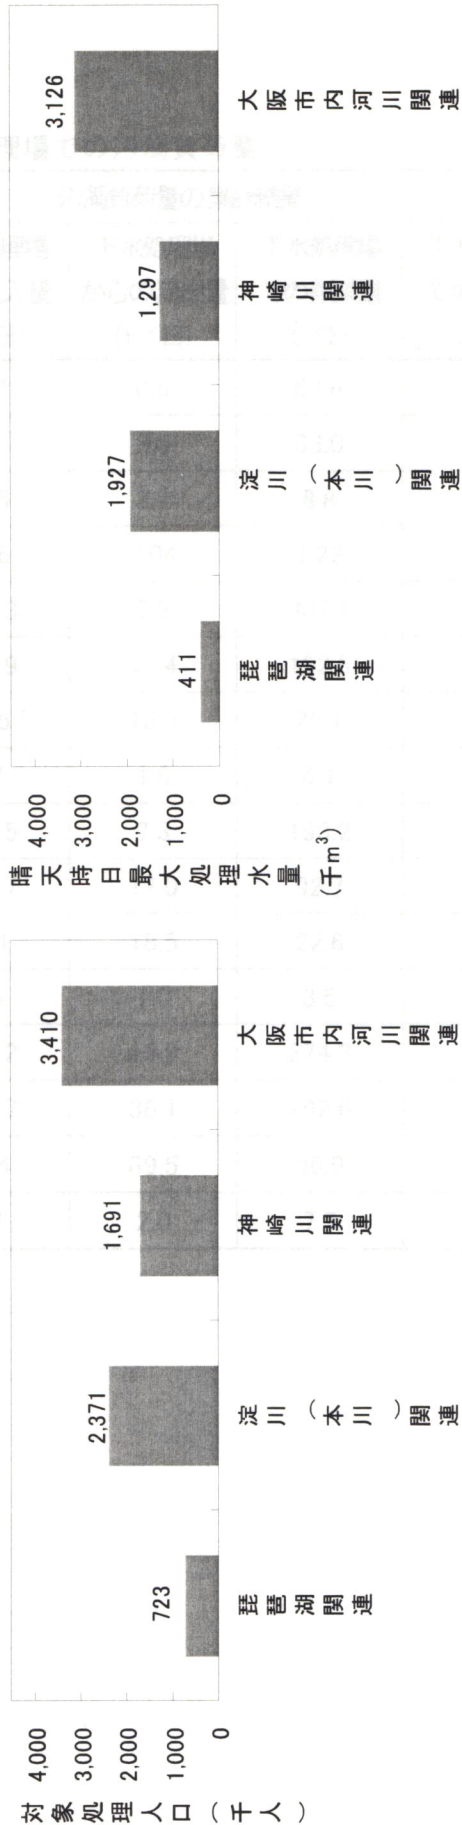 対象処理人口（千人）
4,000
3,000
2,000
1,000
0
723
2,371
1,691
3,410
琵琶湖関連
淀川（本川）関連
神崎川関連
大阪市内河川関連
晴天時日最大処理水量
(千m³)
4,000
3,000
2,000
1,000
0
411
1,927
1,297
3,126
琵琶湖関連
淀川（本川）関連
神崎川関連
大阪市内河川関連